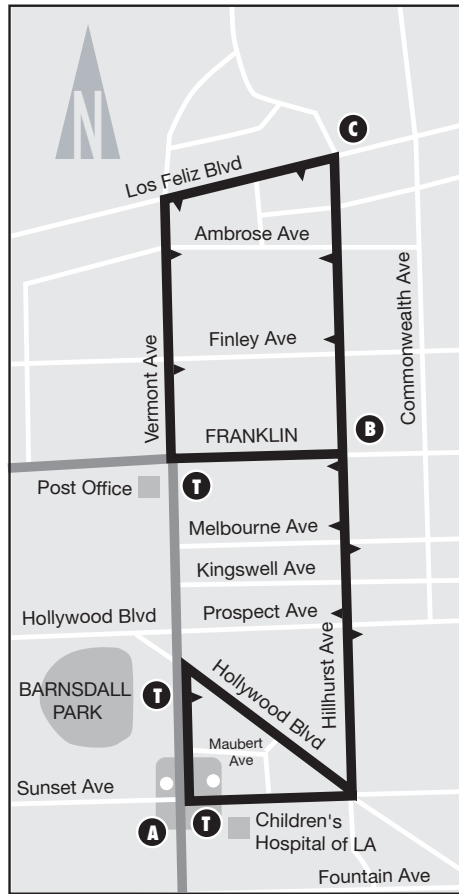 N
C
Los Feliz Blvd
Ambrose Ave
Commonwealth Ave
Finley Ave
Vermont Ave
B
FRANKLIN
Post Office
T
Melbourne Ave
Kingswell Ave
Hollywood Blvd
Prospect Ave
Hillhurst Ave
Hollywood Blvd
BARNSDALL
PARK
T
Maubert
Ave
Sunset Ave
A
T
Children's
Hospital of LA
Fountain Ave